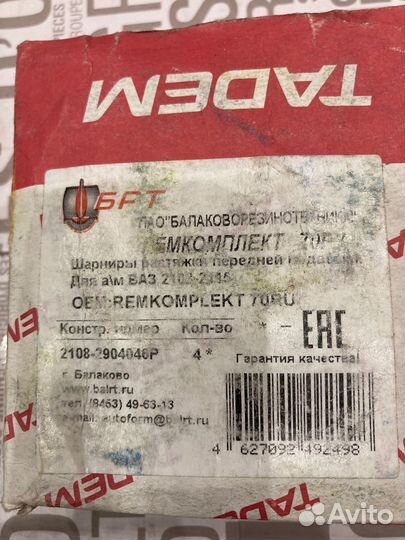 TADEM
БРТ
ПАО"БАЛАКОВОРЕЗИНОТЕХНИКА"
РЕМКОМПЛЕКТ 70РУ
Шарниры растяжки передней подвески
Для а\м ВАЗ 2108-2115
OEM:REMKOMPLEKT 70RU
Констр. номер Кол-во * - EAC
2108-2904046Р 4 * Гарантия качества!
г. Балаково
www.balrt.ru
тел. (8453) 49-63-13
e-mail: autoform@balrt.ru
4 627092 492498
TADEM
Avito